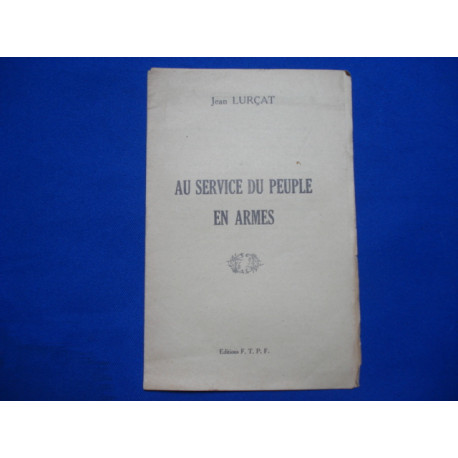 Jean LURÇAT
AU SERVICE DU PEUPLE
EN ARMES
Editions F. T. P. F.